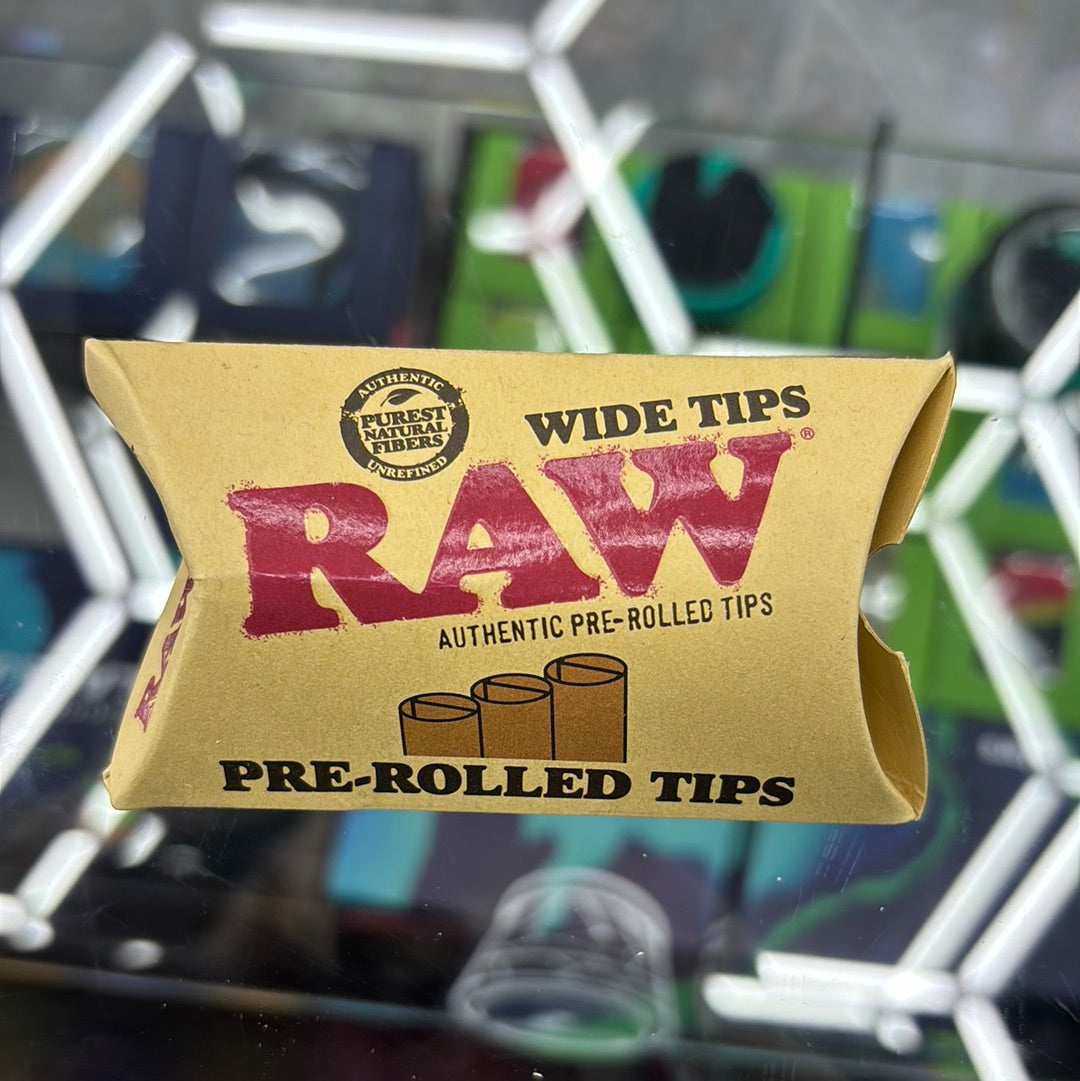 AUTHENTIC
PUREST
NATURAL
FIBERS
UNREFINED
WIDE TIPS
RAW®
AUTHENTIC PRE-ROLLED TIPS
PRE-ROLLED TIPS
RAW